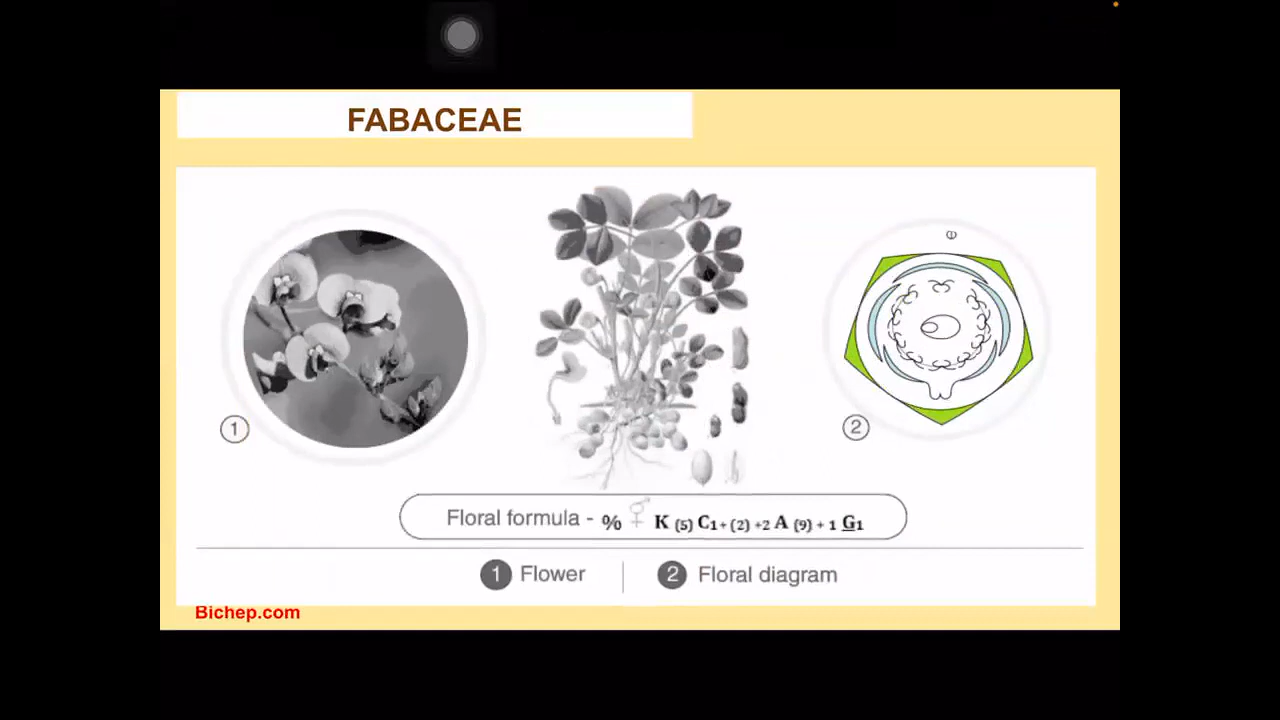 FABACEAE
1
2
Floral formula - % ⚥ K (5) C1 + (2) +2 A (9) + 1 G1
1 Flower | 2 Floral diagram
Bichep.com